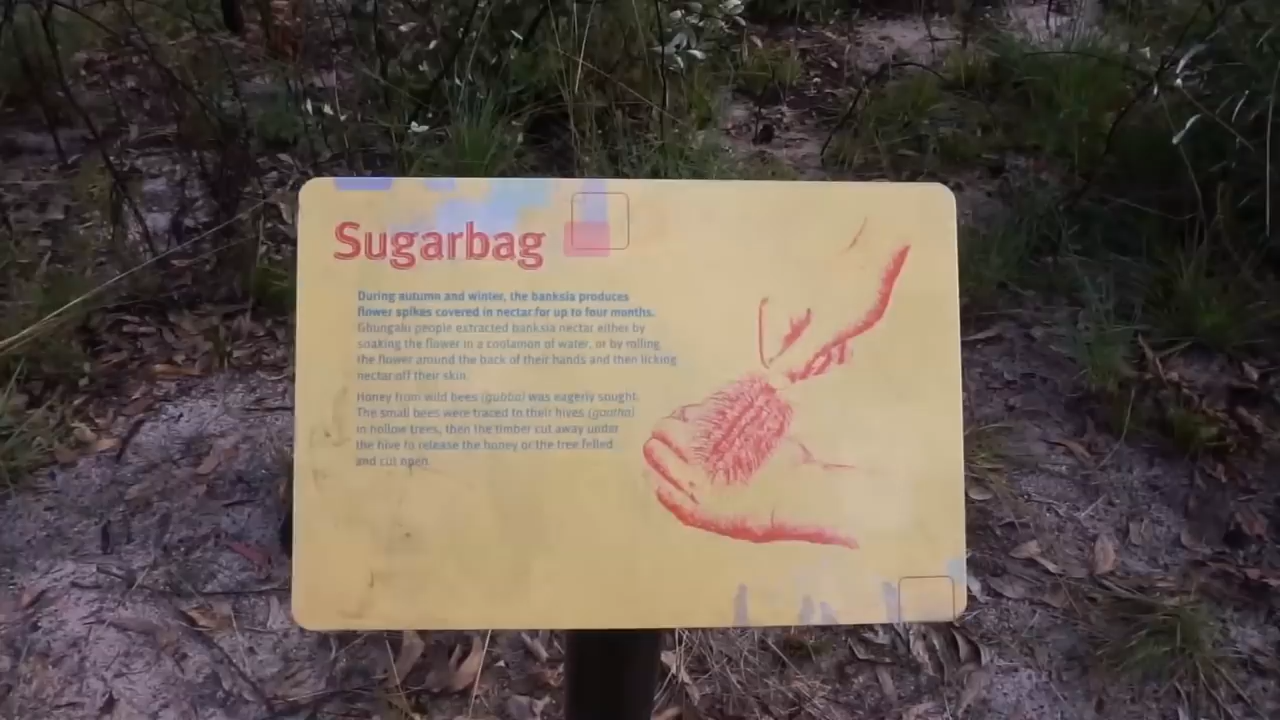 Sugarbag
During autumn and winter, the banksia produces
flower spikes covered in nectar for up to four months.
Ghungalu people extracted banksia nectar either by
soaking the flower in a coolamon of water, or by rolling
the flower around the back of their hands and then licking
nectar off their skin.
Honey from wild bees (gubba) was eagerly sought.
The small bees were traced to their hives
in hollow trees, then the timber cut away under
the hive to release the honey or the tree felled
and cut open.